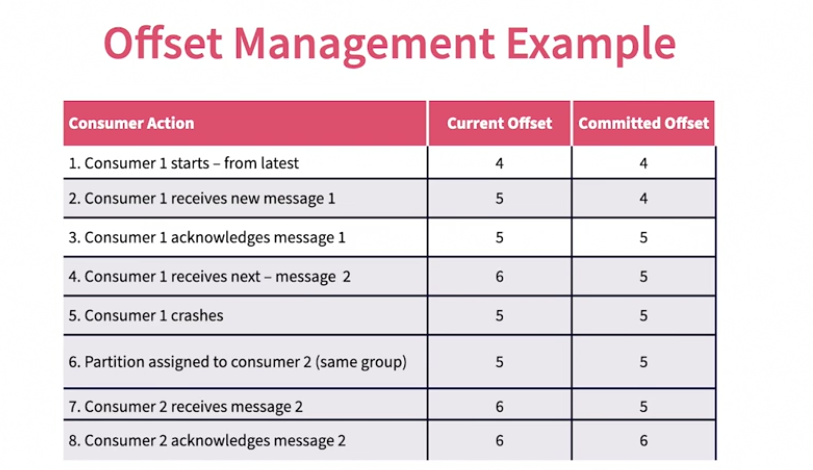 Offset Management Example
Consumer Action Current Offset Committed Offset
1. Consumer 1 starts – from latest 4 4
2. Consumer 1 receives new message 1 5 4
3. Consumer 1 acknowledges message 1 5 5
4. Consumer 1 receives next – message 2 6 5
5. Consumer 1 crashes 5 5
6. Partition assigned to consumer 2 (same group) 5 5
7. Consumer 2 receives message 2 6 5
8. Consumer 2 acknowledges message 2 6 6